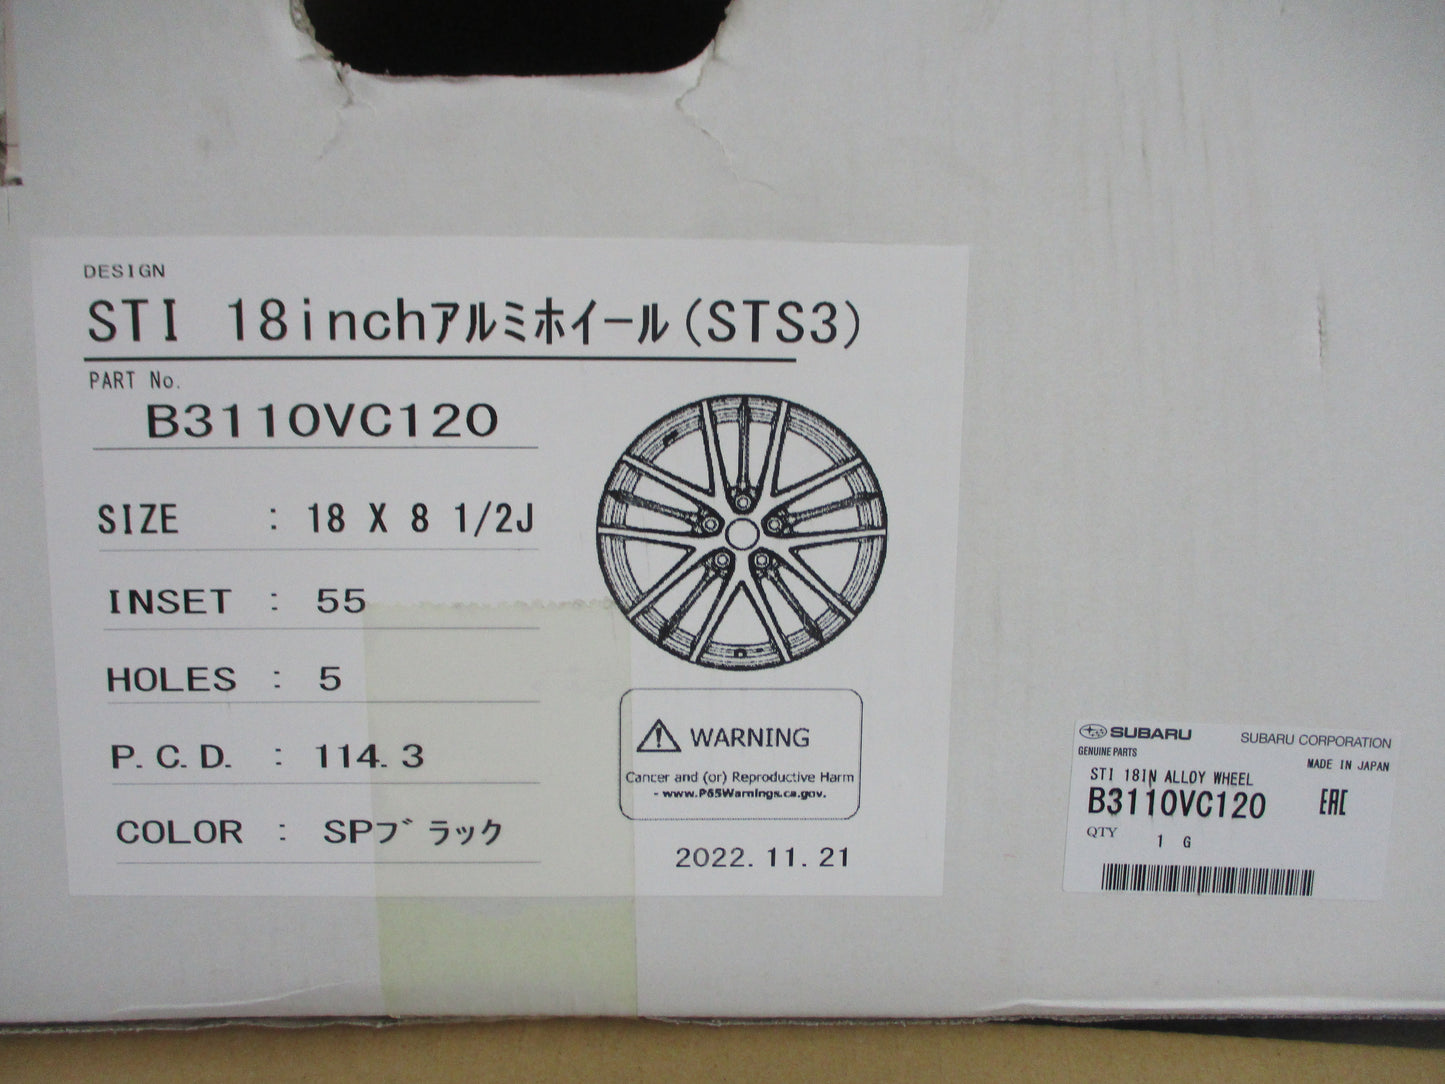 DESIGN
STI 18inchアルミホイール(STS3)
PART No.
B3110VC120
SIZE : 18 X 8 1/2J
INSET : 55
HOLES : 5
P.C.D. : 114.3
COLOR : SPブラック
WARNING
Cancer and (or) Reproductive Harm
- www.P65Warnings.ca.gov.
2022.11.21
SUBARU SUBARU CORPORATION
GENUINE PARTS MADE IN JAPAN
STI 18IN ALLOY WHEEL
B3110VC120 EAC
QTY 1 G